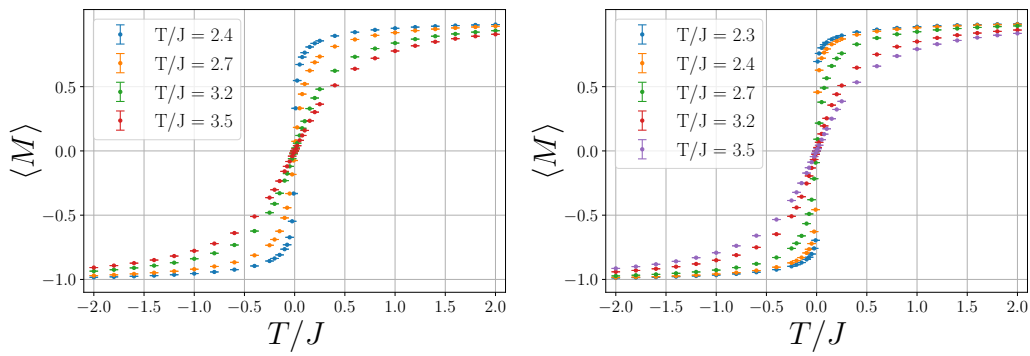 T/J = 2.4
T/J = 2.7
T/J = 3.2
T/J = 3.5
0.5
0.0
−0.5
−1.0
⟨M⟩
−2.0 −1.5 −1.0 −0.5 0.0 0.5 1.0 1.5 2.0
T/J
T/J = 2.3
T/J = 2.4
T/J = 2.7
T/J = 3.2
T/J = 3.5
0.5
0.0
−0.5
−1.0
⟨M⟩
−2.0 −1.5 −1.0 −0.5 0.0 0.5 1.0 1.5 2.0
T/J